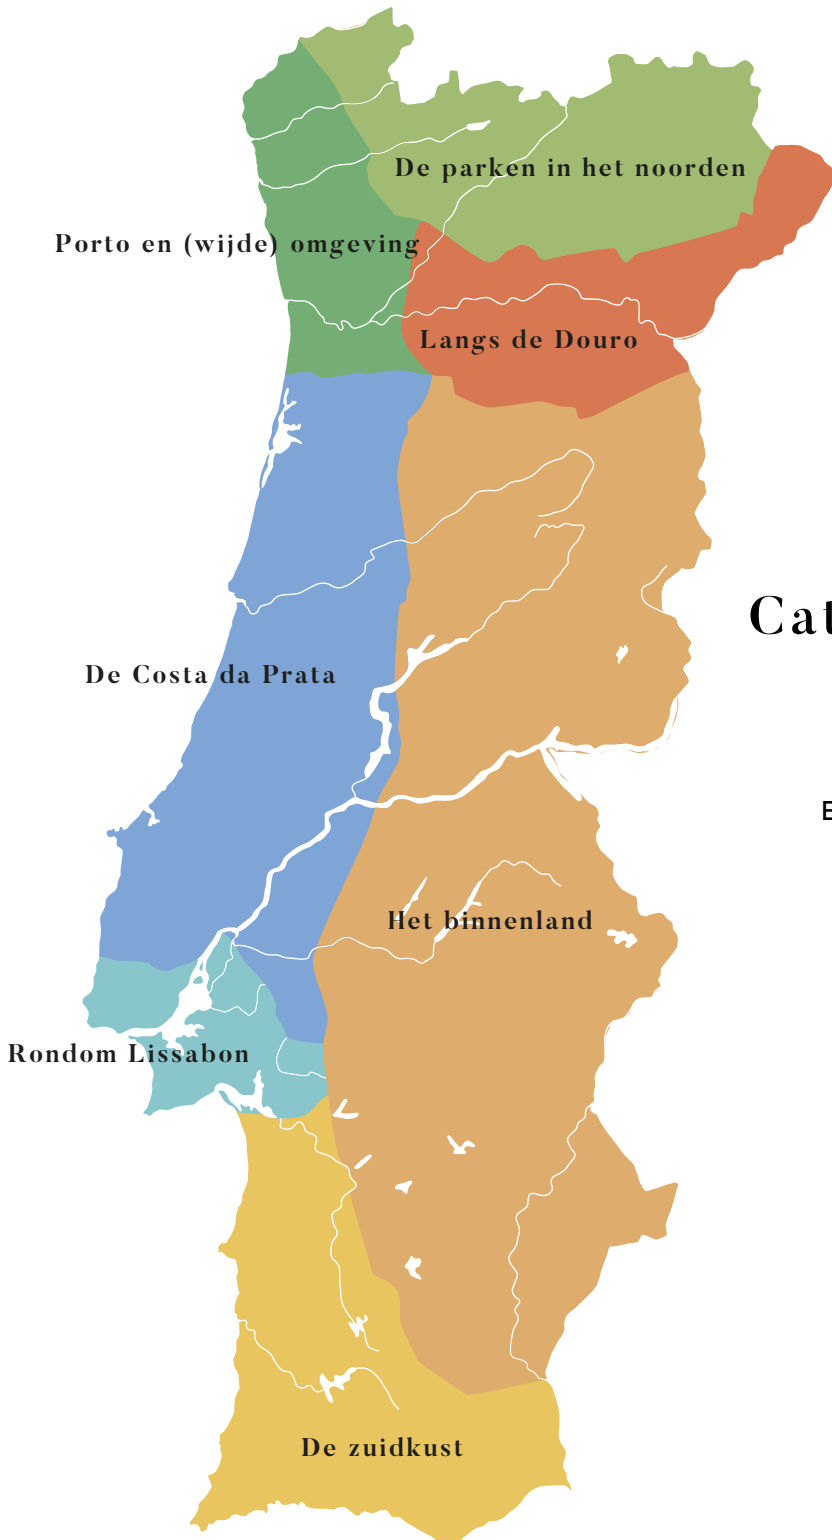 De parken in het noorden
Porto en (wijde) omgeving
Langs de Douro
Cat
De Costa da Prata
E
Het binnenland
Rondom Lissabon
De zuidkust